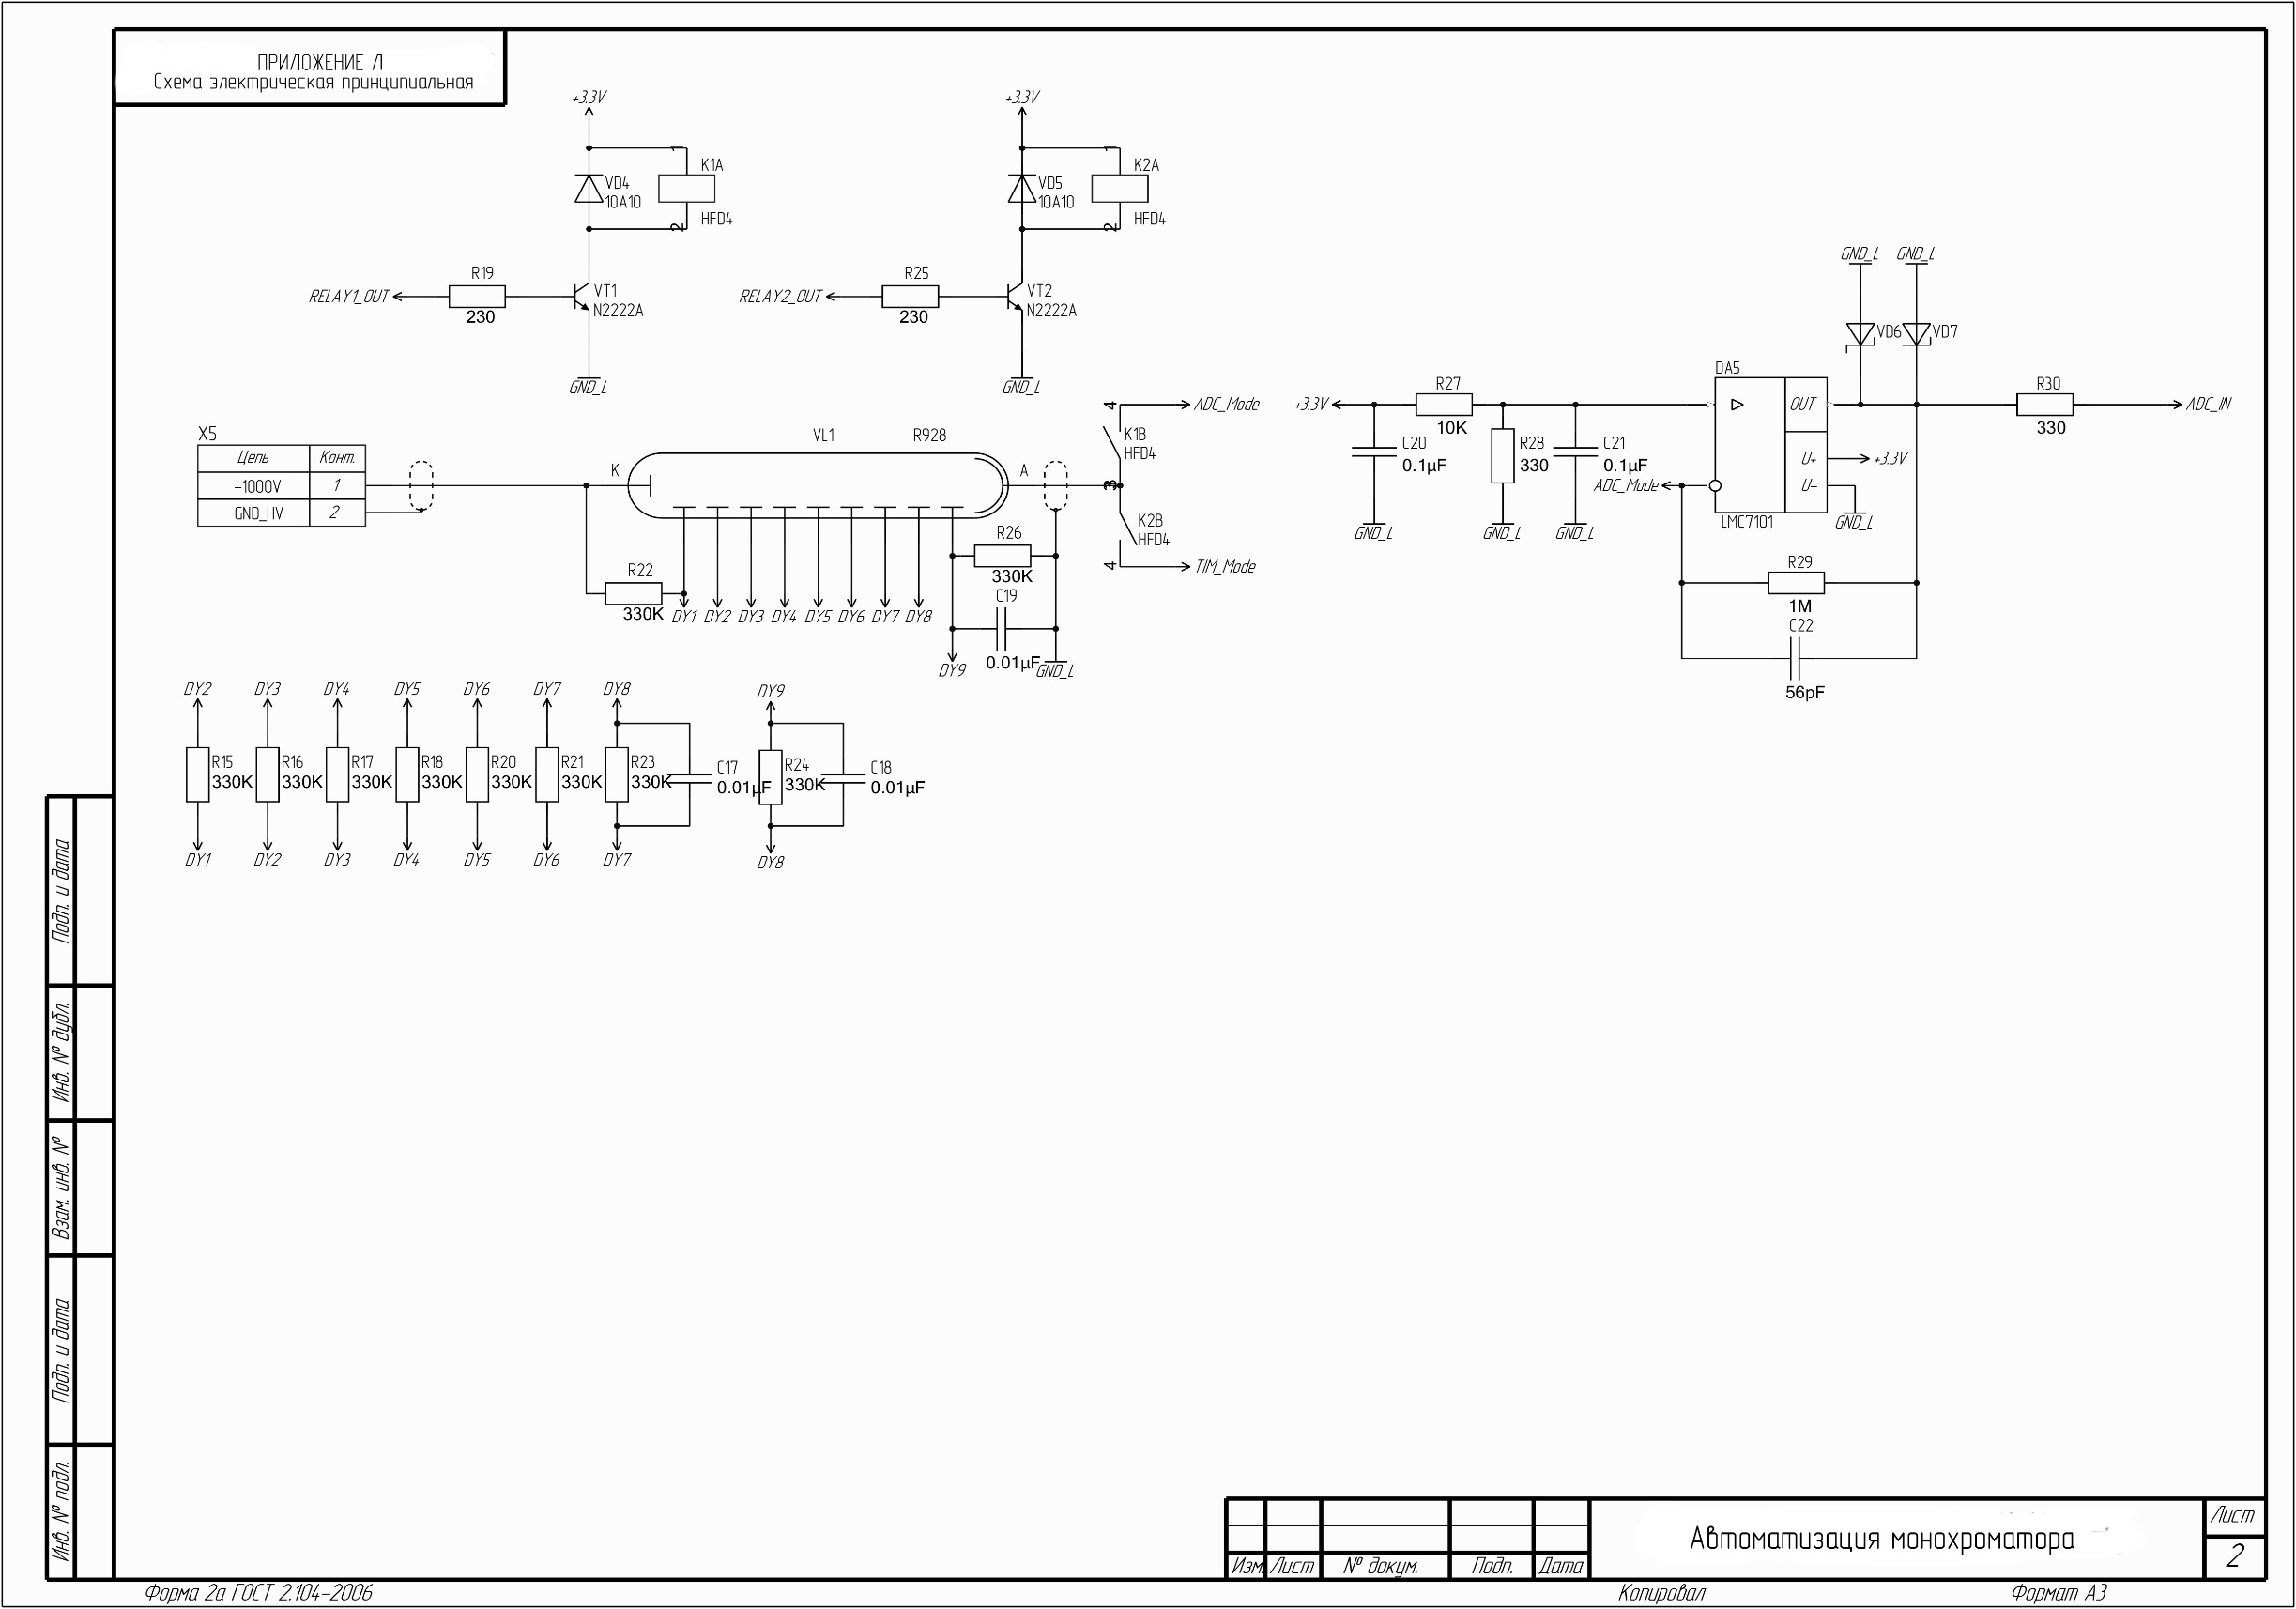 ПРИЛОЖЕНИЕ Л
Схема электрическая принципиальная
+3.3V
1
K1A
VD4
10A10
HFD4
2
R19
RELAY1_OUT
230
VT1
N2222A
GND_L
+3.3V
1
K2A
VD5
10A10
HFD4
2
R25
RELAY2_OUT
230
VT2
N2222A
GND_L
X5
Цепь Конт.
-1000V 1
GND_HV 2
VL1 R928
K
A
R22
330K
DY1 DY2 DY3 DY4 DY5 DY6 DY7 DY8
R26
330K
C19
0.01µF
DY9
GND_L
4
ADC_Mode
K1B
HFD4
3
K2B
HFD4
4
TIM_Mode
+3.3V
R27
10K
C20
0.1µF
R28
330
C21
0.1µF
GND_L
GND_L
GND_L
GND_L GND_L
VD6 VD7
DA5
OUT
U+
+3.3V
U-
GND_L
ADC_Mode
LMC7101
R30
330
ADC_IN
R29
1M
C22
56pF
DY2 DY3 DY4 DY5 DY6 DY7 DY8 DY9
R15
330K
R16
330K
R17
330K
R18
330K
R20
330K
R21
330K
R23
330K
C17
0.01µF
R24
330K
C18
0.01µF
DY1 DY2 DY3 DY4 DY5 DY6 DY7 DY8
Подп. и дата
Инв. № дубл.
Взам. инв. №
Подп. и дата
Инв. № подл.
Изм. Лист № докум. Подп. Дата
Автоматизация монохроматора
Лист
2
Форма 2а ГОСТ 2.104-2006
Копировал
Формат А3